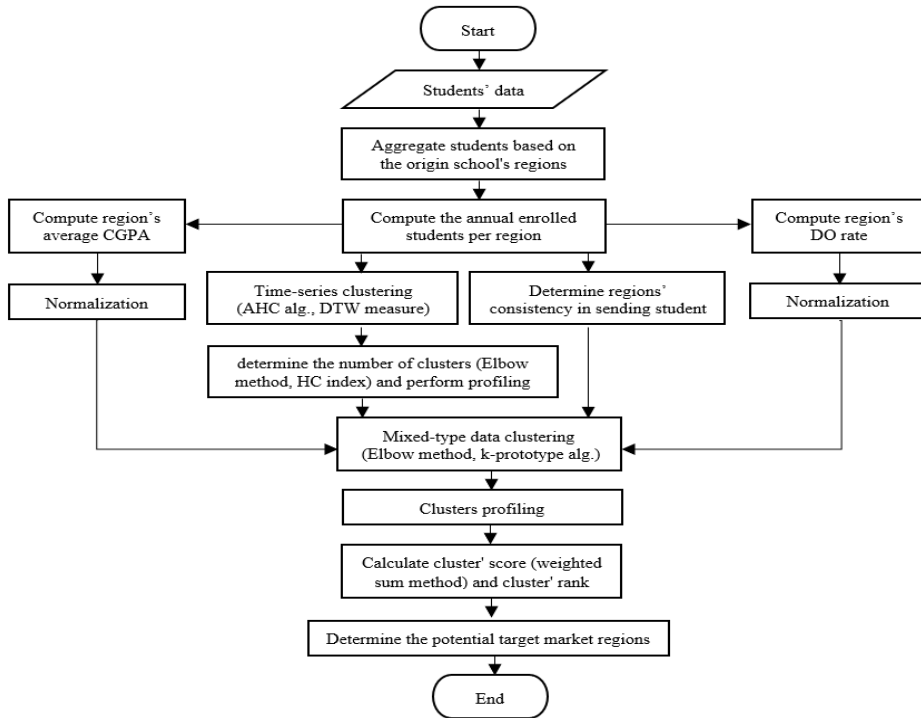 Start
Students’ data
Aggregate students based on
the origin school's regions
Compute region’s
average CGPA
Compute the annual enrolled
students per region
Compute region’s
DO rate
Normalization
Time-series clustering
(AHC alg., DTW measure)
Determine regions’
consistency in sending student
Normalization
determine the number of clusters (Elbow
method, HC index) and perform profiling
Mixed-type data clustering
(Elbow method, k-prototype alg.)
Clusters profiling
Calculate cluster' score (weighted
sum method) and cluster' rank
Determine the potential target market regions
End